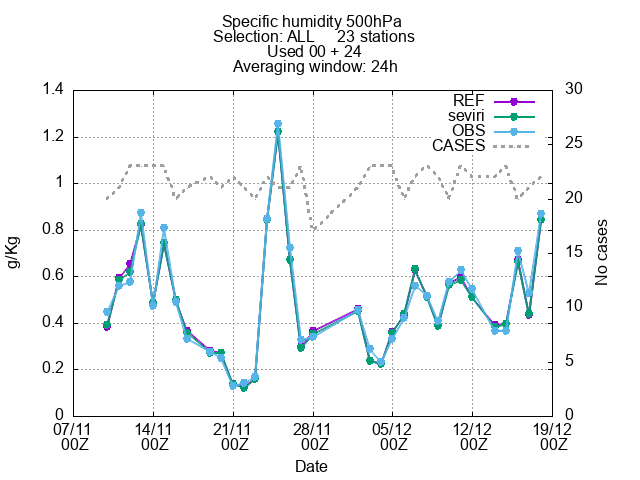 Specific humidity 500hPa
Selection: ALL 23 stations
Used 00 + 24
Averaging window: 24h
1.4
1.2
1
0.8
0.6
0.4
0.2
0
30
25
20
15
10
5
0
REF
seviri
OBS
CASES
g/Kg
No cases
07/11 14/11 21/11 28/11 05/12 12/12 19/12
00Z 00Z 00Z 00Z 00Z 00Z 00Z
Date